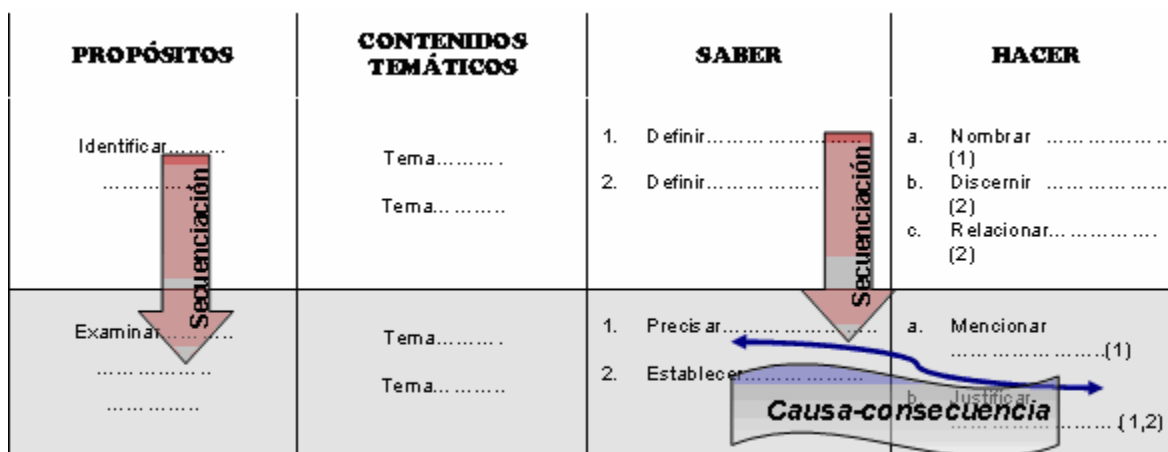 PROPÓSITOS
CONTENIDOS
TEMÁTICOS
SABER
HACER
Identificar.........
..................
Tema..........
Tema............
1. Definir......................
2. Definir......................
a. Nombrar ......................
(1)
b. Discernir ......................
(2)
c. Relacionar..................
(2)
Secuenciación
Secuenciación
Examinar............
..................
...............
Tema..........
Tema............
1. Precisar........................
2. Establecer....................
a. Mencionar
........................(1)
b. Justificar
..........................(1,2)
Causa-consecuencia